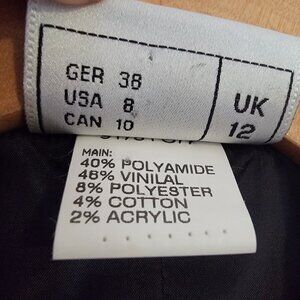 GER 38
USA 8
CAN 10
UK
12
MAIN:
40% POLYAMIDE
46% VINILAL
8% POLYESTER
4% COTTON
2% ACRYLIC